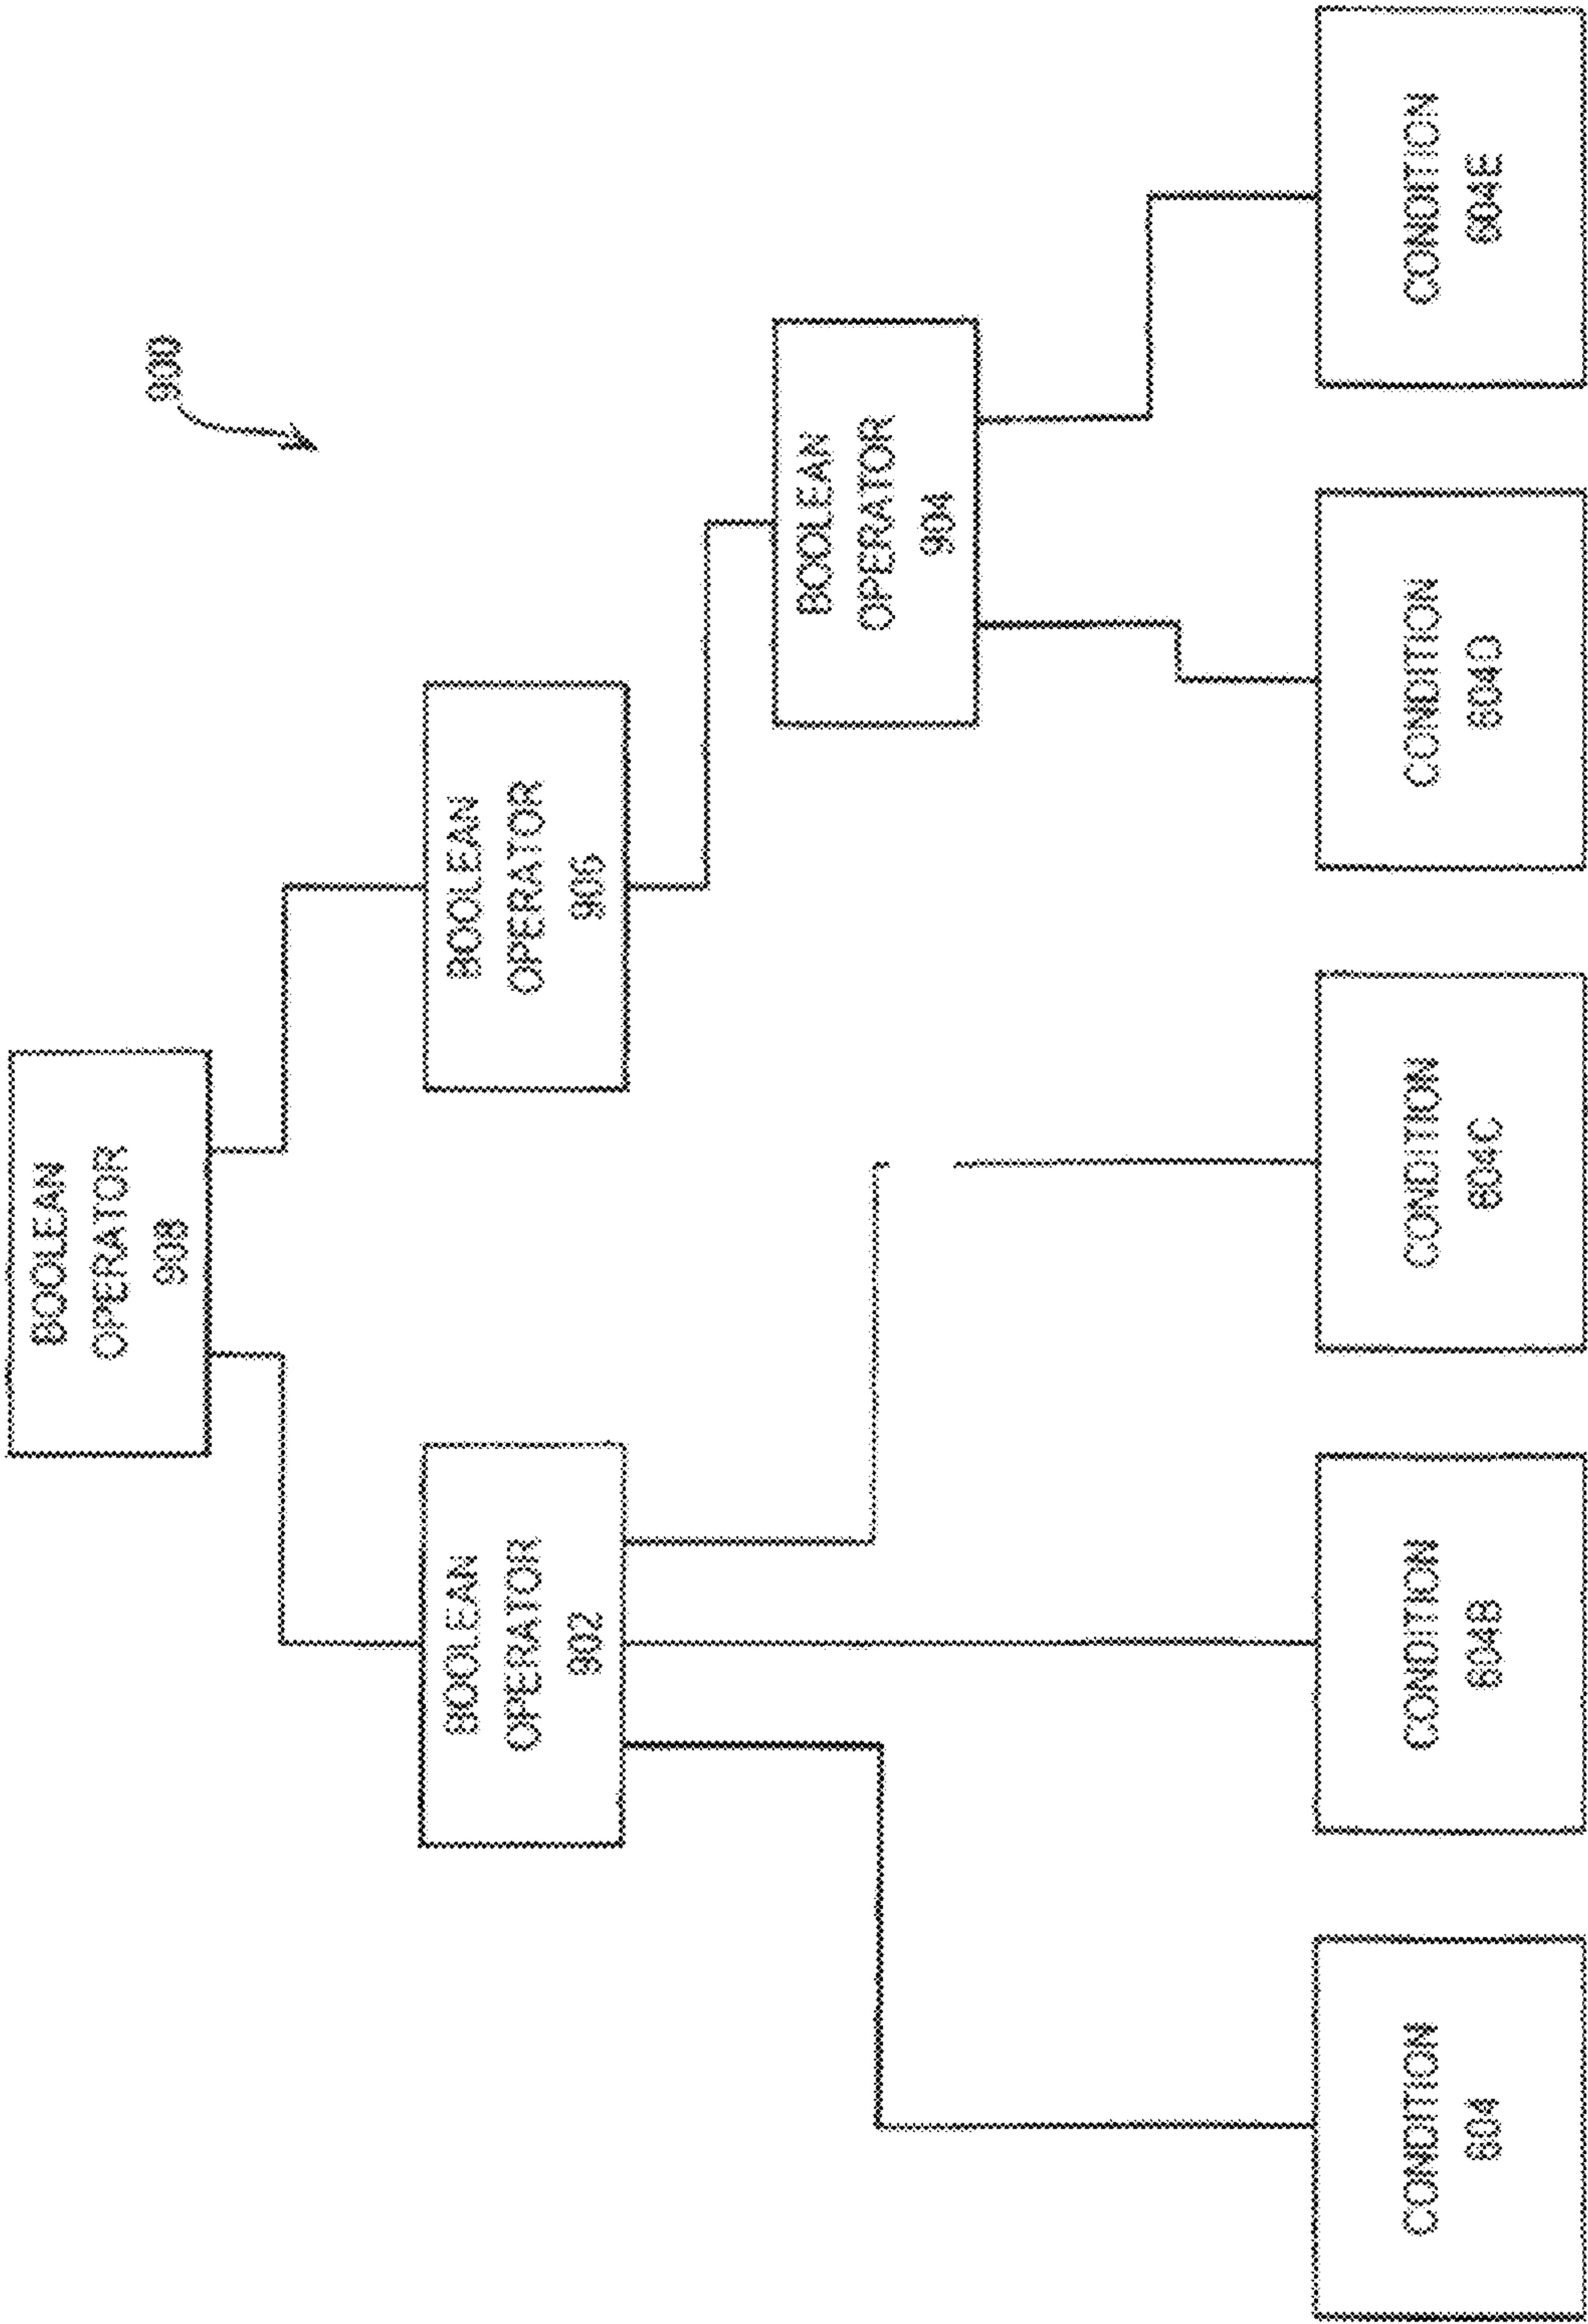 BOOLEAN
OPERATOR
908
900
BOOLEAN
OPERATOR
902
BOOLEAN
OPERATOR
906
BOOLEAN
OPERATOR
904
CONDITION
604
CONDITION
604B
CONDITION
604C
CONDITION
604D
CONDITION
604E